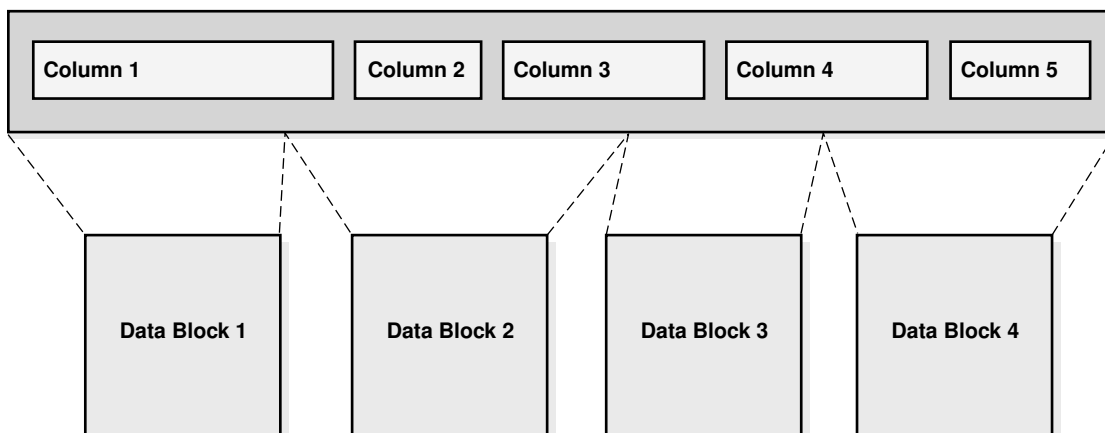 Column 1
Column 2
Column 3
Column 4
Column 5
Data Block 1
Data Block 2
Data Block 3
Data Block 4